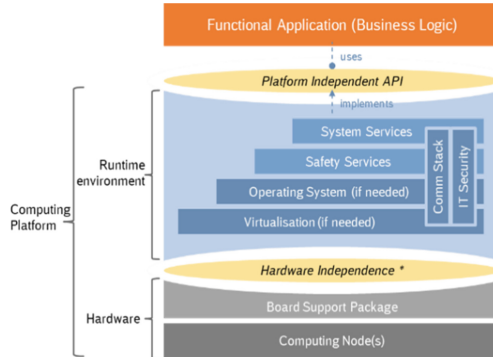 Functional Application (Business Logic)
uses
Platform Independent API
implements
System Services
Safety Services
Operating System (if needed)
Virtualisation (if needed)
Comm Stack
IT Security
Runtime
environment
Computing
Platform
Hardware Independence *
Hardware
Board Support Package
Computing Node(s)